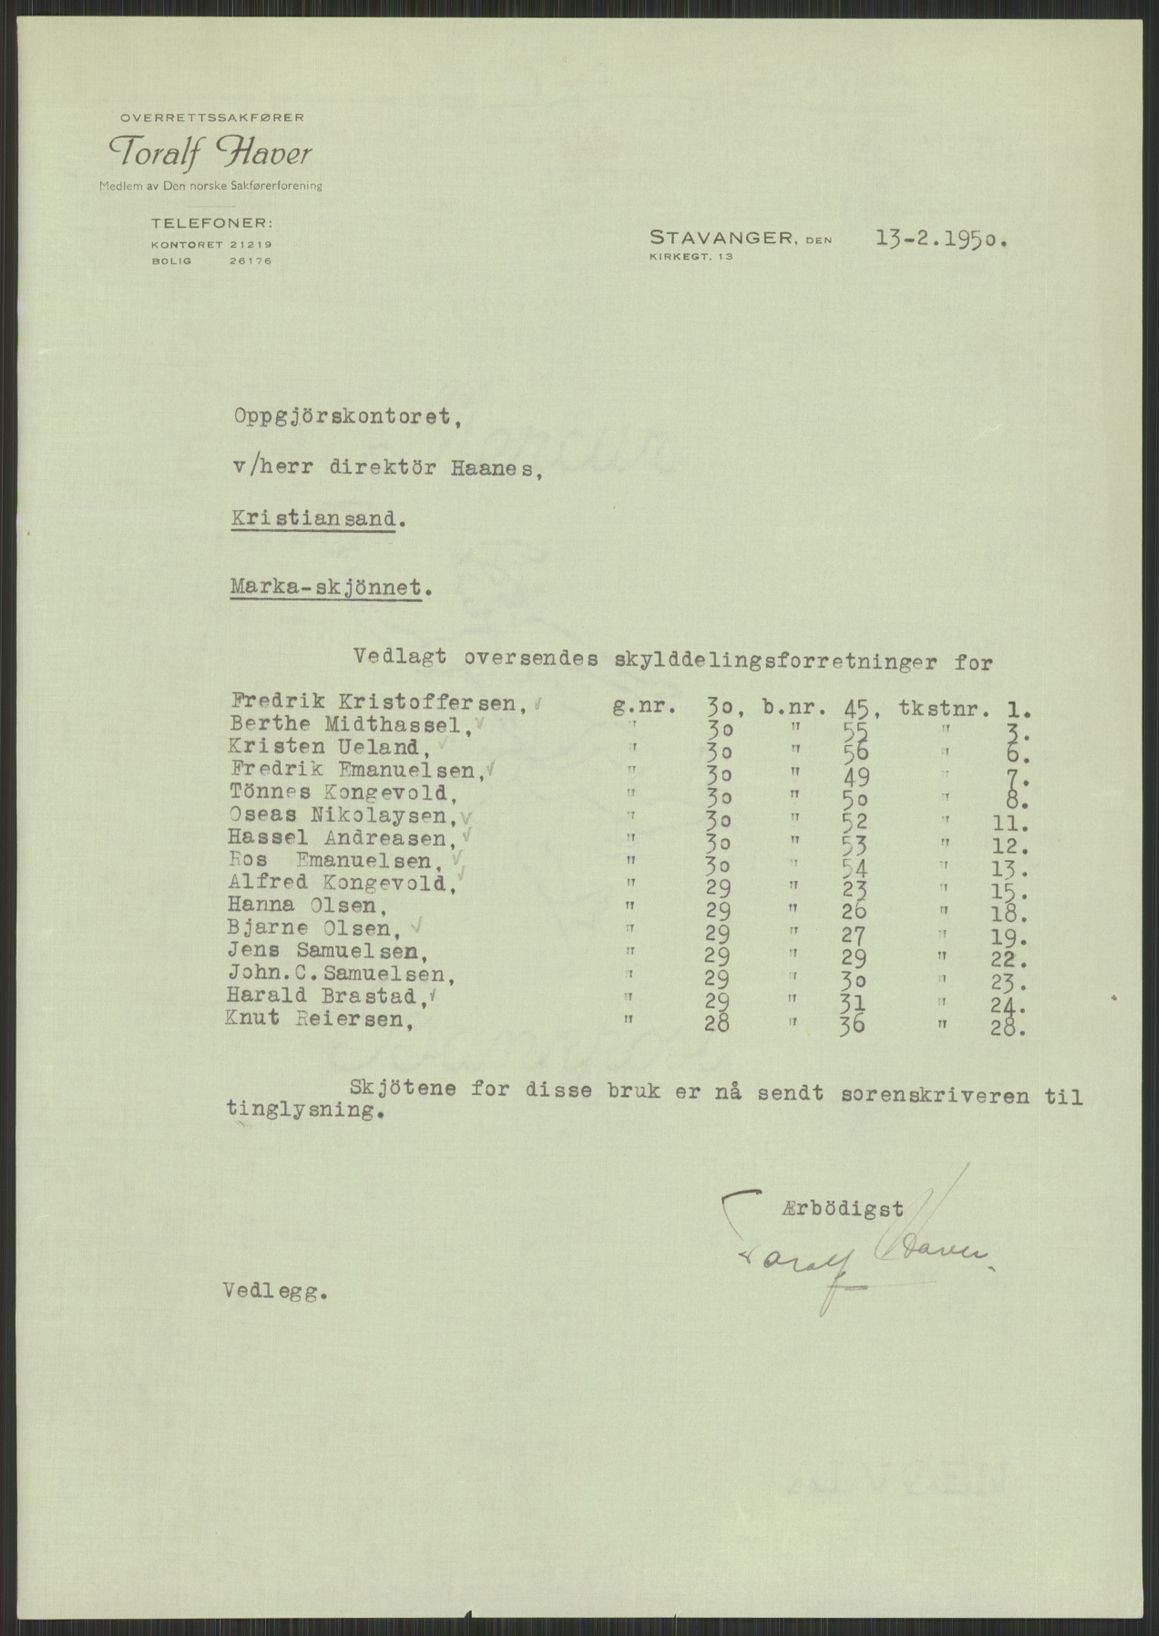 OVERRETTSSAKFØRER
Toralf Haver
Medlem av Den norske Sakførerforening
TELEFONER:
KONTORET 21219
BOLIG 26176
STAVANGER, DEN 13-2.1950.
KIRKEGT. 13
Oppgjörskontoret,
v/herr direktör Haanes,
Kristiansand.
Marka-skjönnet.
Vedlagt oversendes skylddelingsforretninger for
Fredrik Kristoffersen, √ g.nr. 30, b.nr. 45, tkstnr. 1.
Berthe Midthassel, √ " 30 " 55 " 3.
Kristen Ueland, √ " 30 " 56 " 6.
Fredrik Emanuelsen, √ " 30 " 49 " 7.
Tönnes Kongevold, " 30 " 50 " 8.
Oseas Nikolaysen, √ " 30 " 52 " 11.
Hassel Andreasen, √ " 30 " 53 " 12.
Ros Emanuelsen, √ " 30 " 54 " 13.
Alfred Kongevold, √ " 29 " 23 " 15.
Hanna Olsen, " 29 " 26 " 18.
Bjarne Olsen, √ " 29 " 27 " 19.
Jens Samuelsen, " 29 " 29 " 22.
John.C.Samuelsen, " 29 " 30 " 23.
Harald Brastad, √ " 29 " 31 " 24.
Knut Reiersen, " 28 " 36 " 28.
Skjötene for disse bruk er nå sendt sorenskriveren til
tinglysning.
Ærbödigst
Toralf Haver.
Vedlegg.